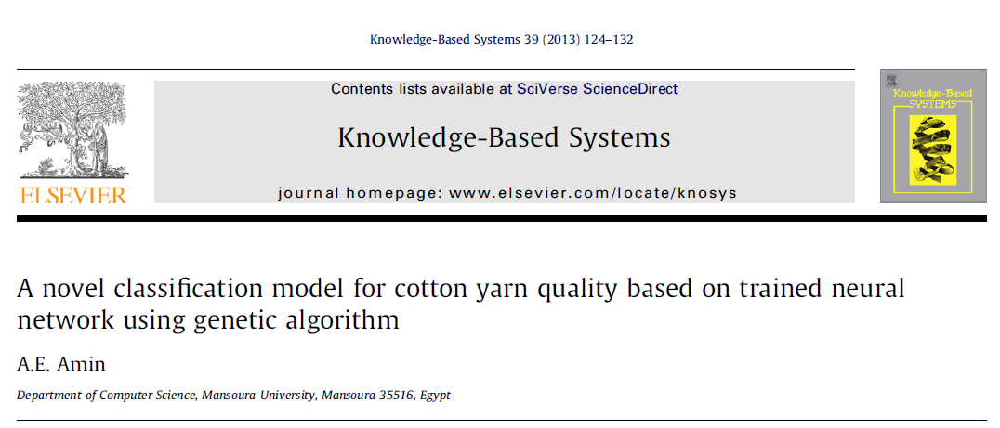 Knowledge-Based Systems 39 (2013) 124–132
Contents lists available at SciVerse ScienceDirect
Knowledge-Based Systems
journal homepage: www.elsevier.com/locate/knosys
ELSEVIER
Knowledge-Based
SYSTEMS
A novel classification model for cotton yarn quality based on trained neural
network using genetic algorithm
A.E. Amin
Department of Computer Science, Mansoura University, Mansoura 35516, Egypt